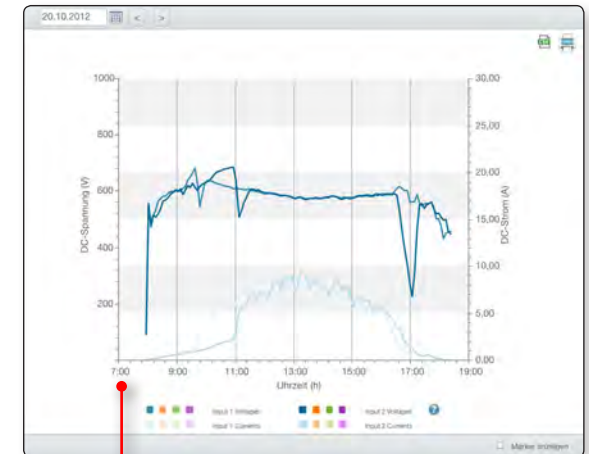 20.10.2012 < >
1000
800
600
400
200
DC-Spannung (V)
30,00
25,00
20,00
15,00
10,00
5,00
0,00
DC-Strom (A)
7:00 9:00 11:00 13:00 15:00 17:00 19:00
Uhrzeit (h)
Input 1 Voltages Input 2 Voltages ?
Input 1 Currents Input 2 Currents
Marker anzeigen